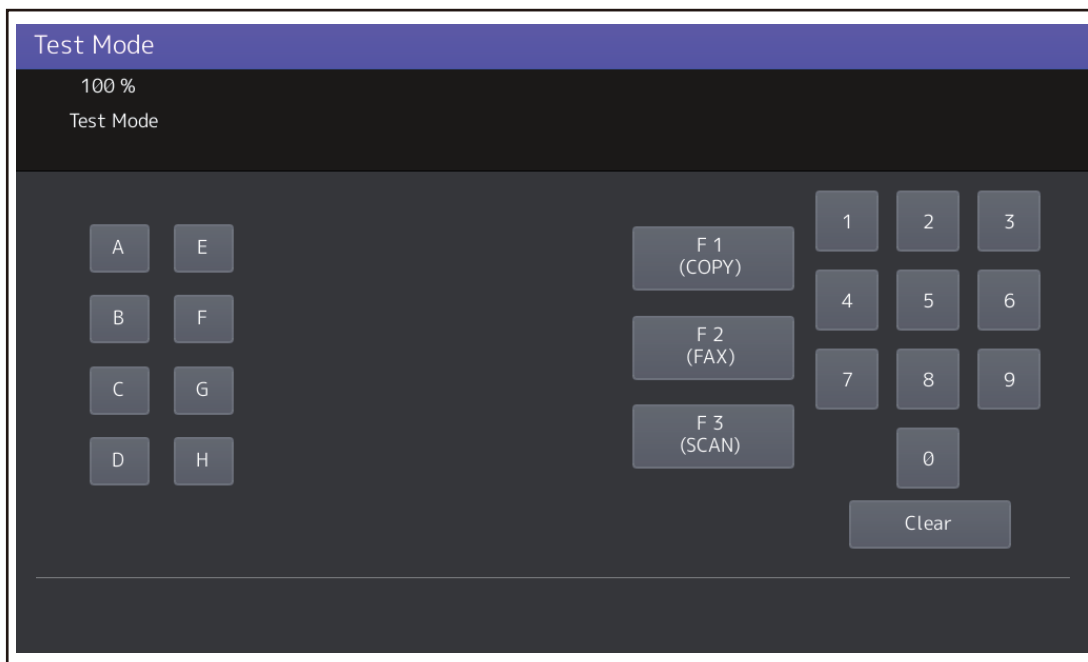 Test Mode
100 %
Test Mode
A
E
B
F
C
G
D
H
F 1
(COPY)
F 2
(FAX)
F 3
(SCAN)
1
2
3
4
5
6
7
8
9
0
Clear